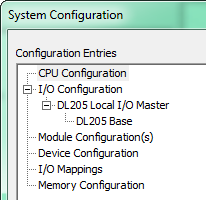 System Configuration
Configuration Entries
CPU Configuration
I/O Configuration
DL205 Local I/O Master
DL205 Base
Module Configuration(s)
Device Configuration
I/O Mappings
Memory Configuration